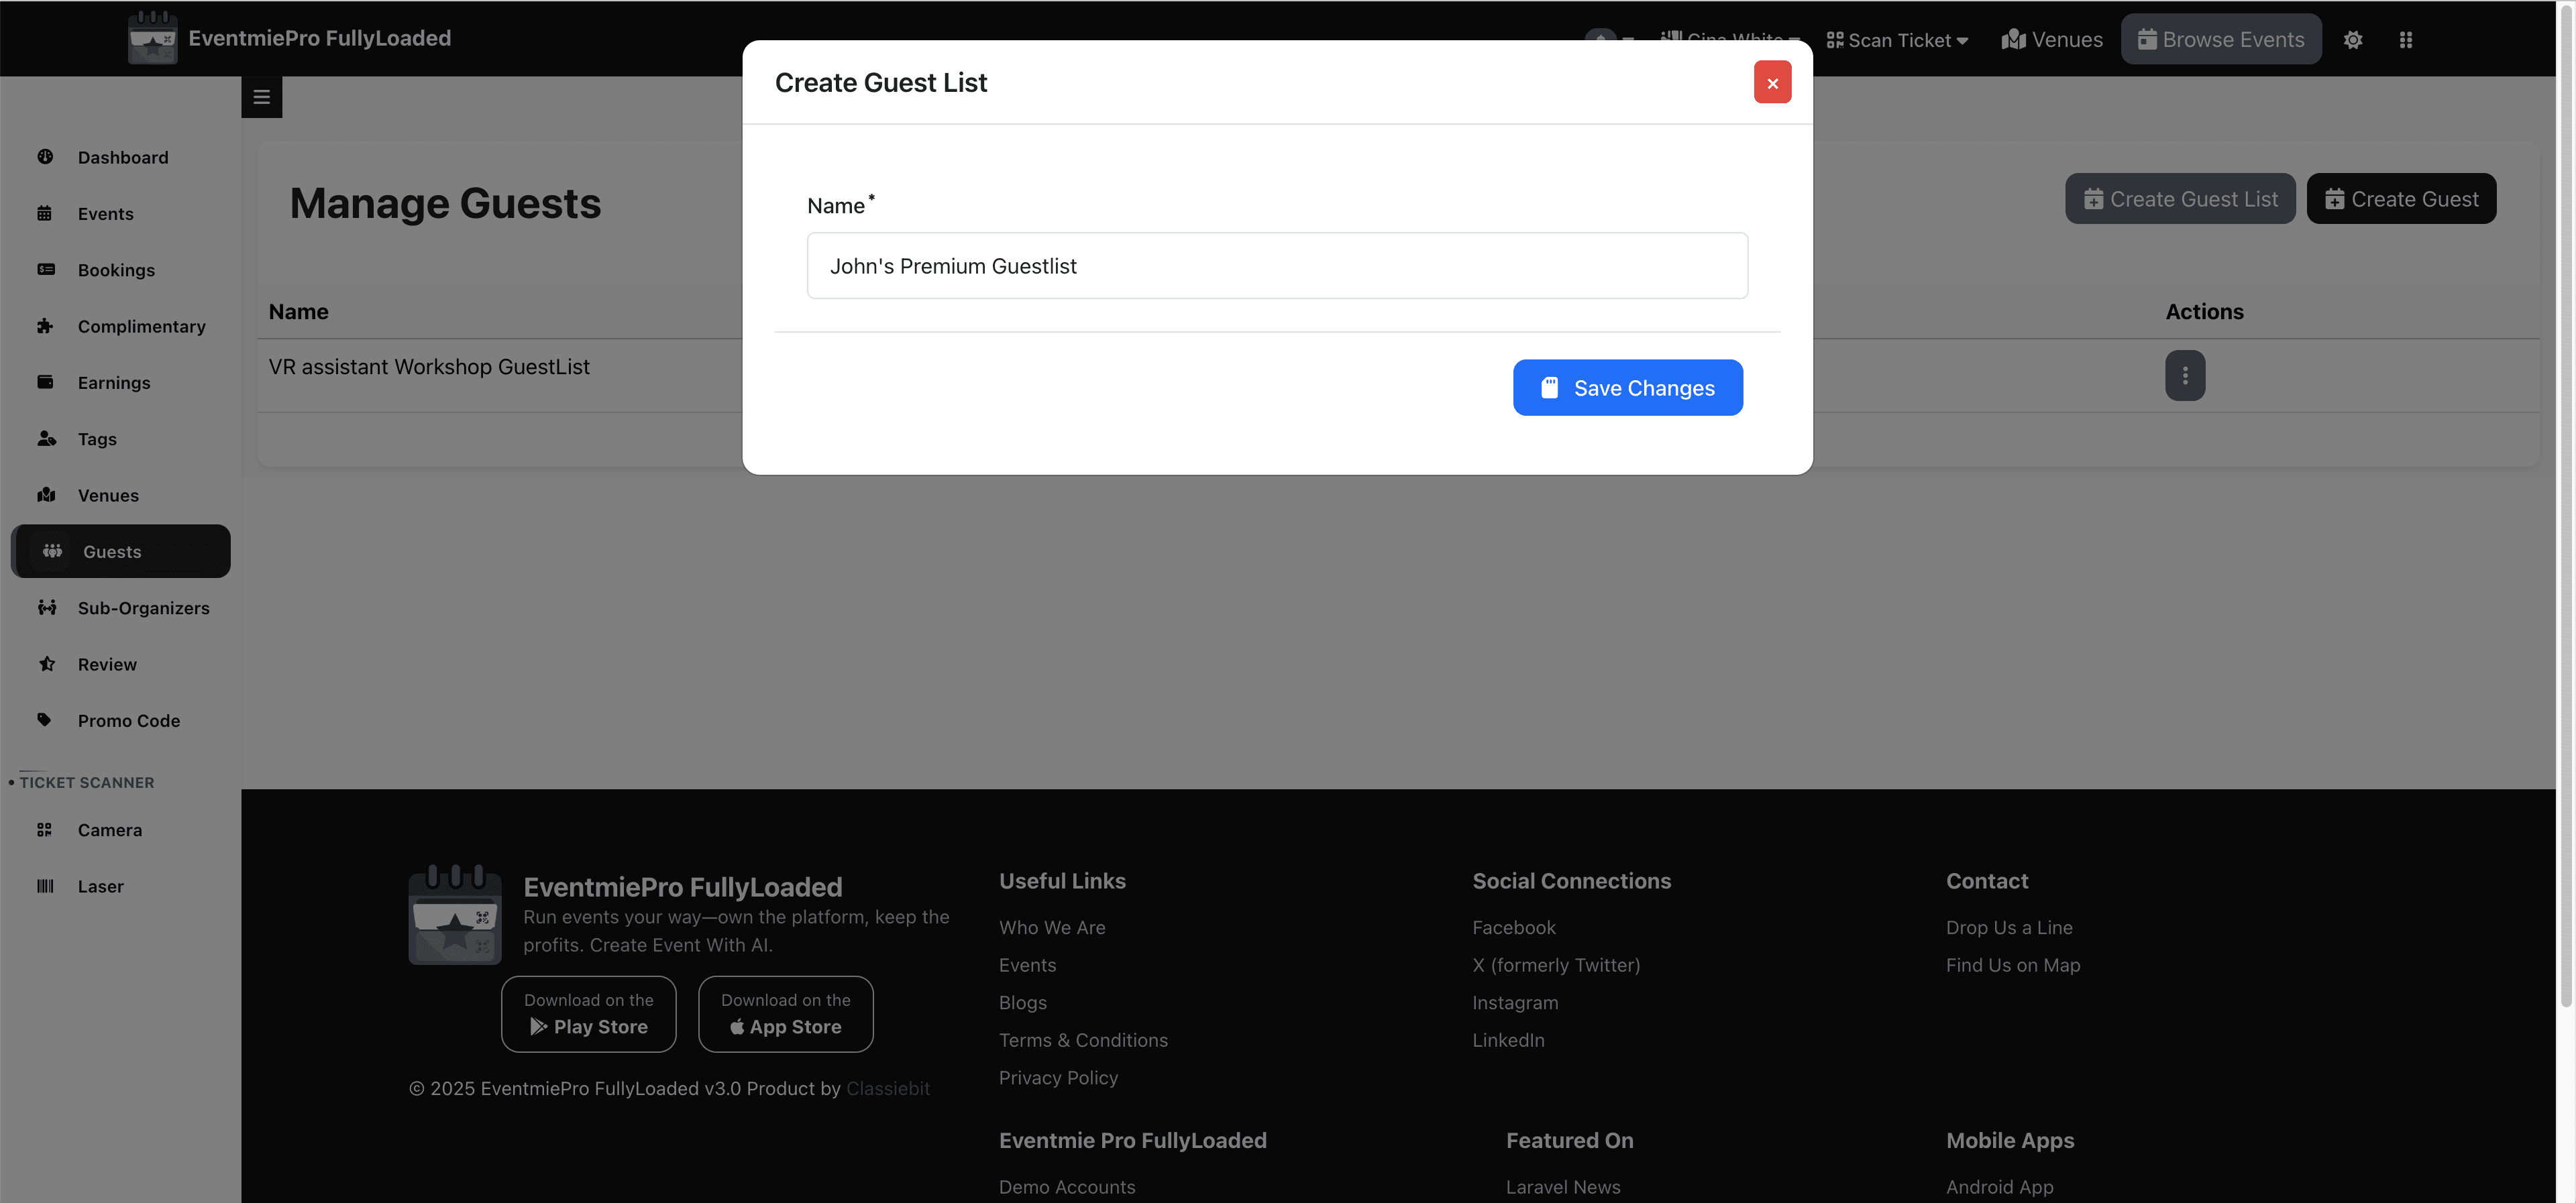 EventmiePro FullyLoaded
Gina White
Scan Ticket
Venues
Browse Events
Create Guest List
×
Name*
John's Premium Guestlist
Save Changes
Dashboard
Events
Bookings
Complimentary
Earnings
Tags
Venues
Guests
Sub-Organizers
Review
Promo Code
• TICKET SCANNER
Camera
Laser
Manage Guests
Create Guest List
Create Guest
Name
Actions
VR assistant Workshop GuestList
EventmiePro FullyLoaded
Run events your way—own the platform, keep the
profits. Create Event With AI.
Download on the
Play Store
Download on the
App Store
© 2025 EventmiePro FullyLoaded v3.0 Product by Classiebit
Useful Links
Who We Are
Events
Blogs
Terms & Conditions
Privacy Policy
Social Connections
Facebook
X (formerly Twitter)
Instagram
LinkedIn
Contact
Drop Us a Line
Find Us on Map
Eventmie Pro FullyLoaded
Demo Accounts
Featured On
Laravel News
Mobile Apps
Android App